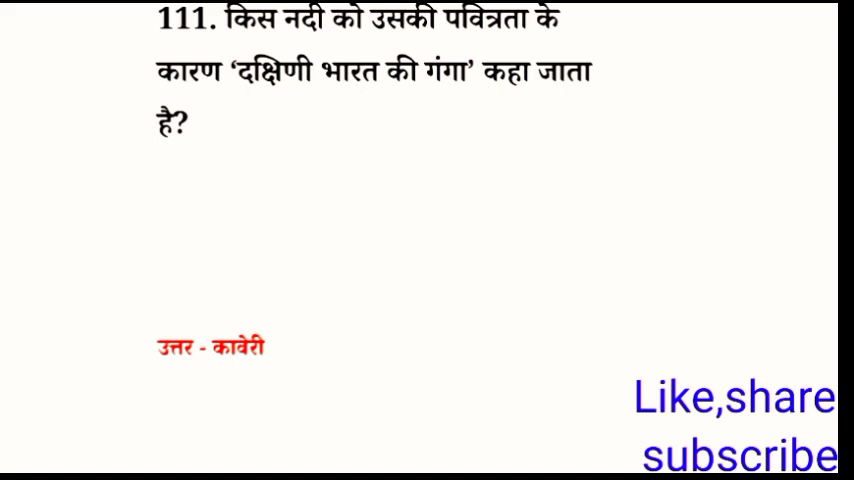 111. किस नदी को उसकी पवित्रता के
कारण ‘दक्षिणी भारत की गंगा’ कहा जाता
है?
उत्तर - कावेरी
Like,share
subscribe